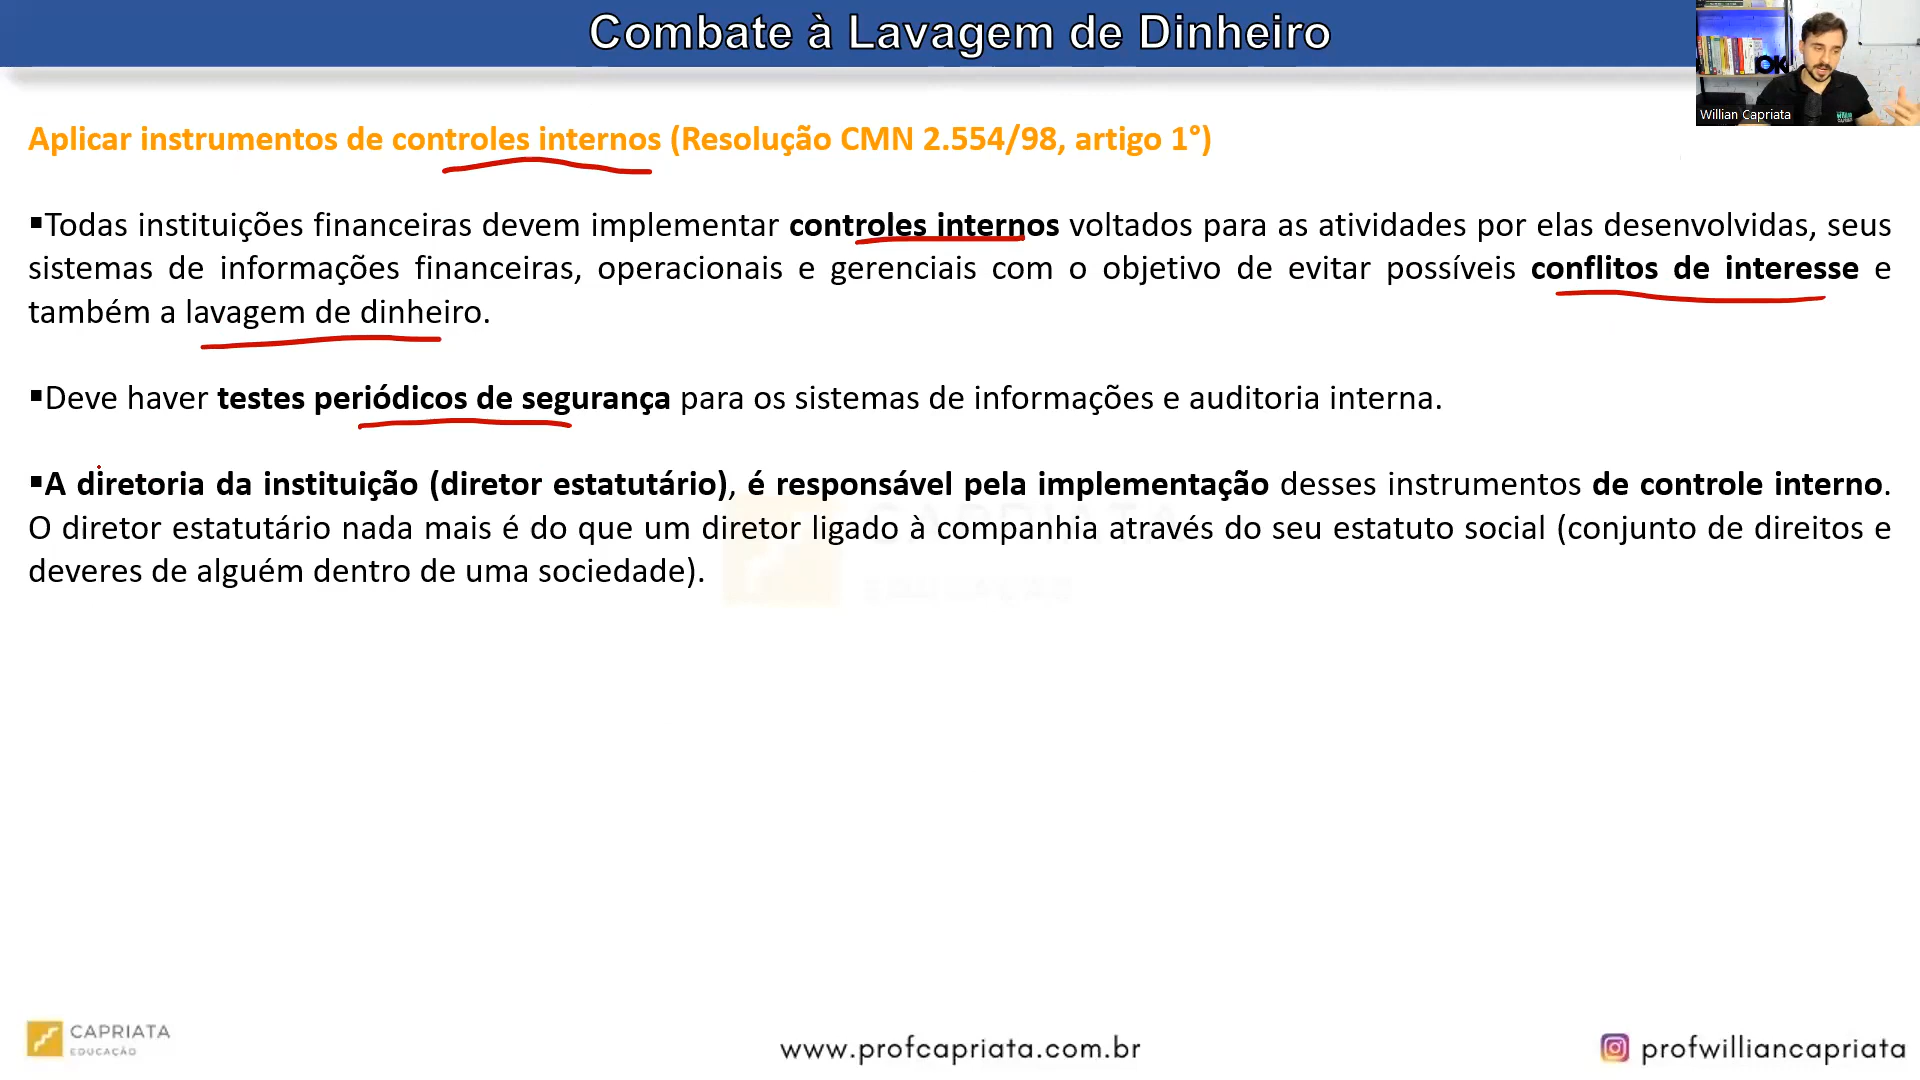 Combate à Lavagem de Dinheiro
Willian Capriata
Aplicar instrumentos de controles internos (Resolução CMN 2.554/98, artigo 1°)
▪Todas instituições financeiras devem implementar controles internos voltados para as atividades por elas desenvolvidas, seus
sistemas de informações financeiras, operacionais e gerenciais com o objetivo de evitar possíveis conflitos de interesse e
também a lavagem de dinheiro.
▪Deve haver testes periódicos de segurança para os sistemas de informações e auditoria interna.
▪A diretoria da instituição (diretor estatutário), é responsável pela implementação desses instrumentos de controle interno.
O diretor estatutário nada mais é do que um diretor ligado à companhia através do seu estatuto social (conjunto de direitos e
deveres de alguém dentro de uma sociedade).
CAPRIATA
EDUCAÇÃO
CAPRIATA
EDUCAÇÃO
www.profcapriata.com.br
profwilliancapriata